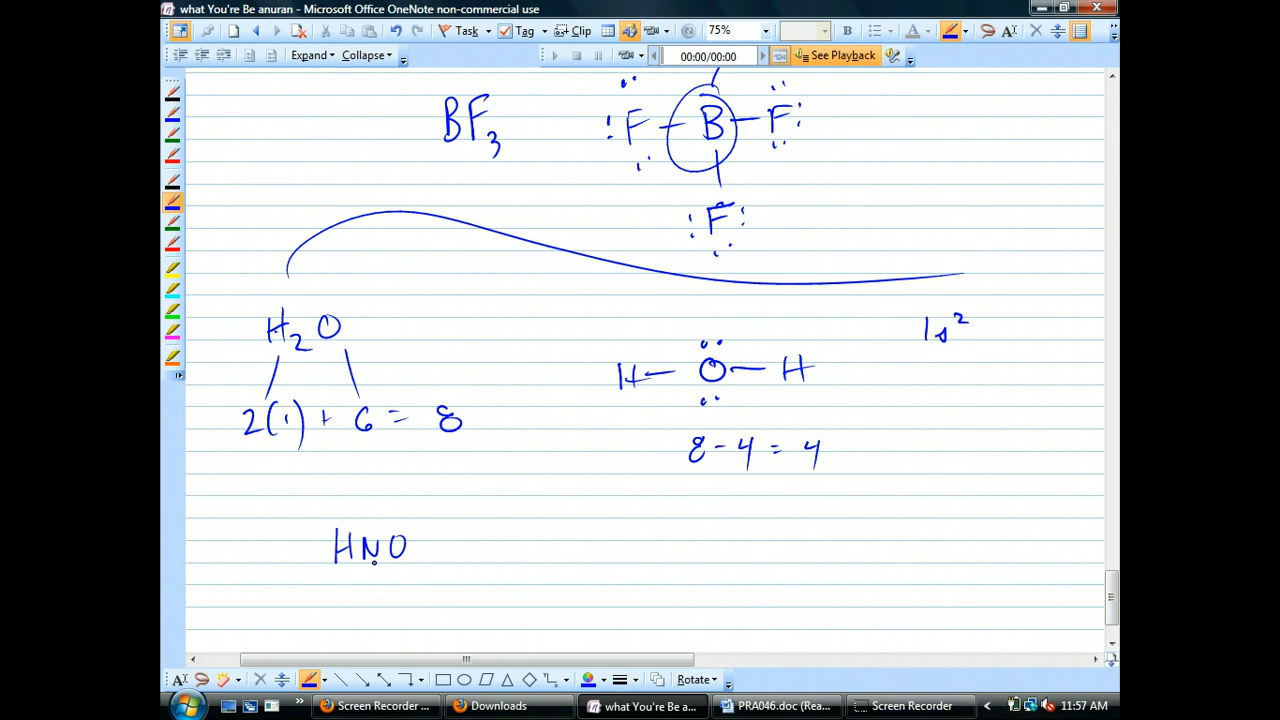 what You're Be anuran - Microsoft Office OneNote non-commercial use
Task Tag Clip 75% B
Expand Collapse 00:00/00:00 See Playback
BF3 F - B - F
F
H2O 1s2
H - O - H
2(1) + 6 = 8
8 - 4 = 4
HNO
Rotate
Screen Recorder ... Downloads what You're Be a... PRA046.doc (Rea... Screen Recorder 11:57 AM